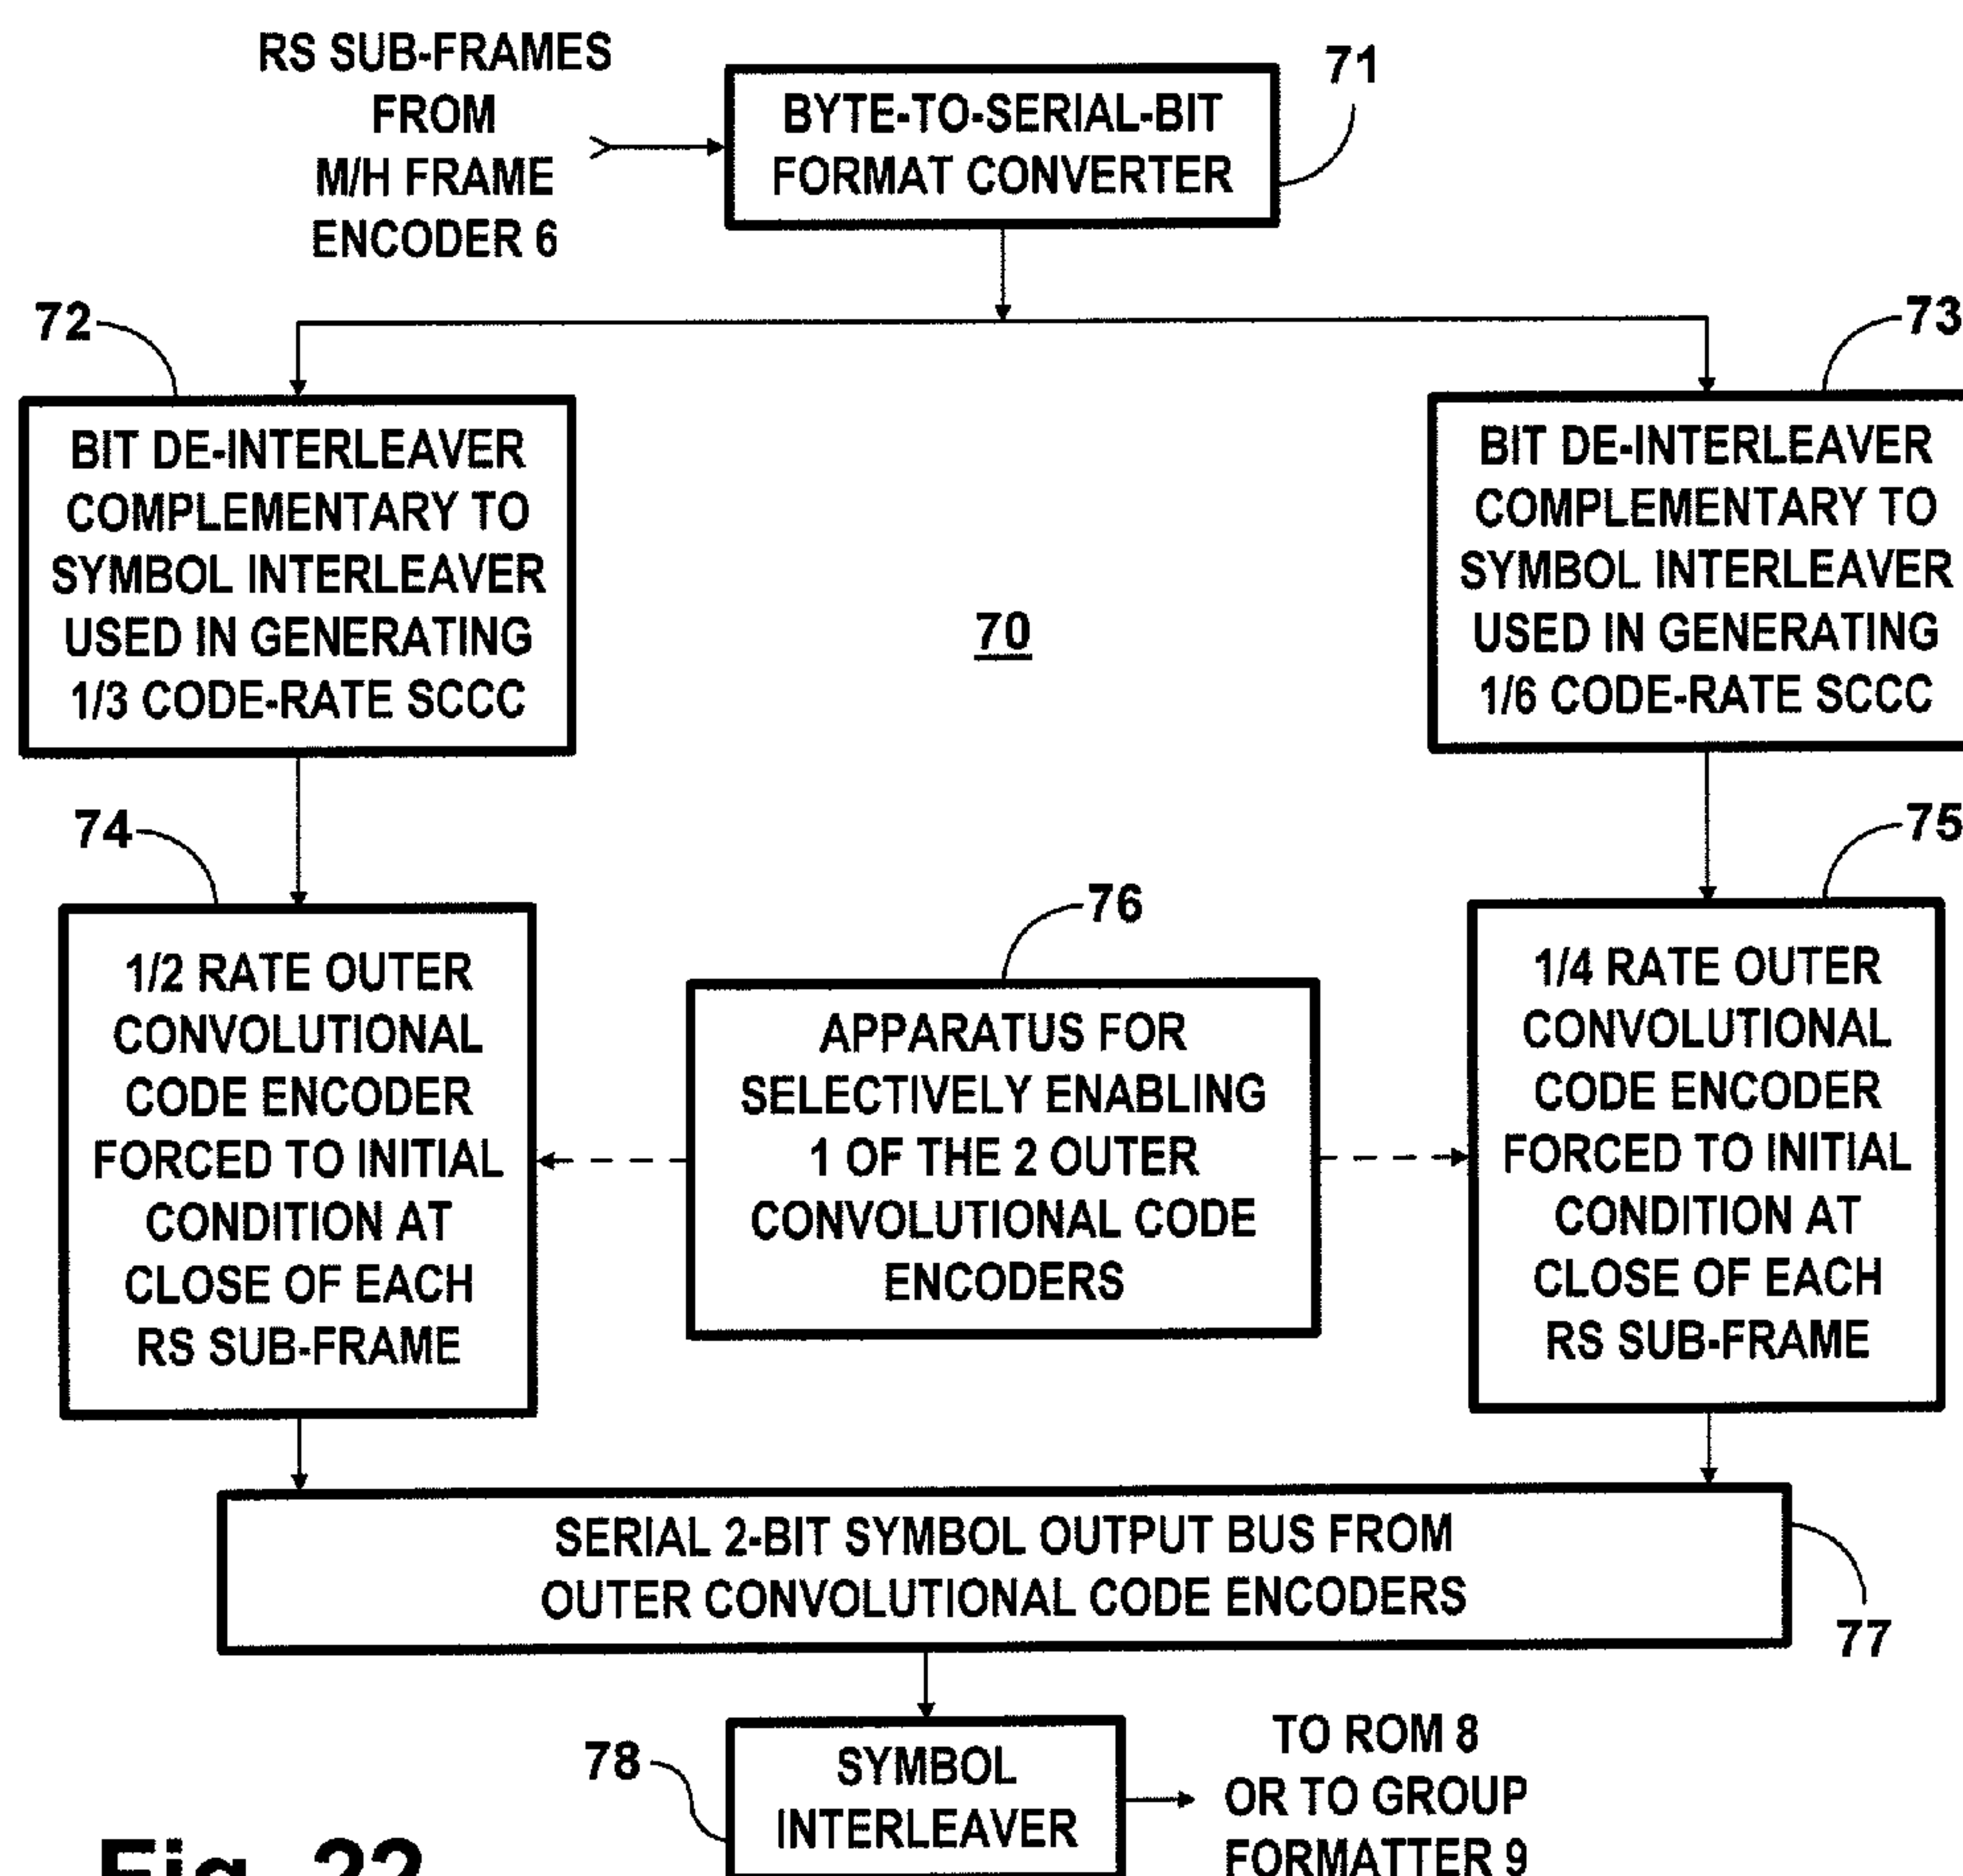 RS SUB-FRAMES
FROM
M/H FRAME
ENCODER 6
71
BYTE-TO-SERIAL-BIT
FORMAT CONVERTER
72
73
BIT DE-INTERLEAVER
COMPLEMENTARY TO
SYMBOL INTERLEAVER
USED IN GENERATING
1/3 CODE-RATE SCCC
70
BIT DE-INTERLEAVER
COMPLEMENTARY TO
SYMBOL INTERLEAVER
USED IN GENERATING
1/6 CODE-RATE SCCC
74
75
76
1/2 RATE OUTER
CONVOLUTIONAL
CODE ENCODER
FORCED TO INITIAL
CONDITION AT
CLOSE OF EACH
RS SUB-FRAME
APPARATUS FOR
SELECTIVELY ENABLING
1 OF THE 2 OUTER
CONVOLUTIONAL CODE
ENCODERS
1/4 RATE OUTER
CONVOLUTIONAL
CODE ENCODER
FORCED TO INITIAL
CONDITION AT
CLOSE OF EACH
RS SUB-FRAME
SERIAL 2-BIT SYMBOL OUTPUT BUS FROM
OUTER CONVOLUTIONAL CODE ENCODERS
77
78
SYMBOL
INTERLEAVER
TO ROM 8
OR TO GROUP
FORMATTER 9
Fig. 22